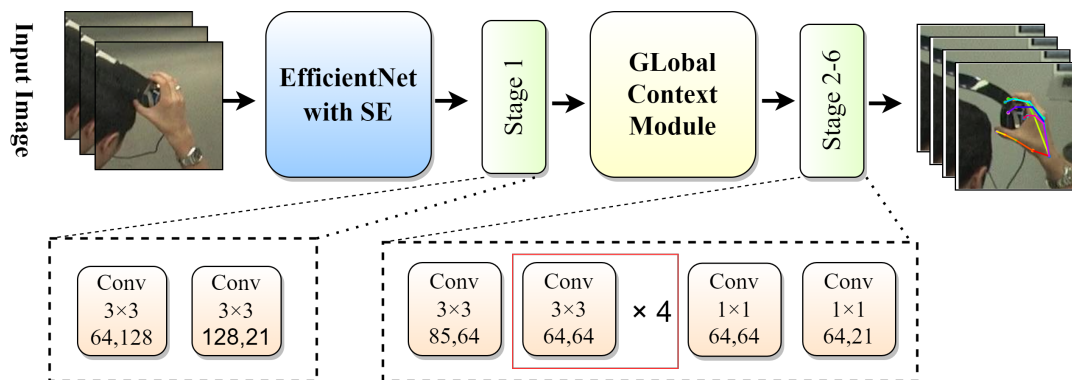 Input Image
EfficientNet
with SE
Stage 1
GLobal
Context
Module
Stage 2-6
Conv
3×3
64,128
Conv
3×3
128,21
Conv
3×3
85,64
Conv
3×3
64,64
× 4
Conv
1×1
64,64
Conv
1×1
64,21